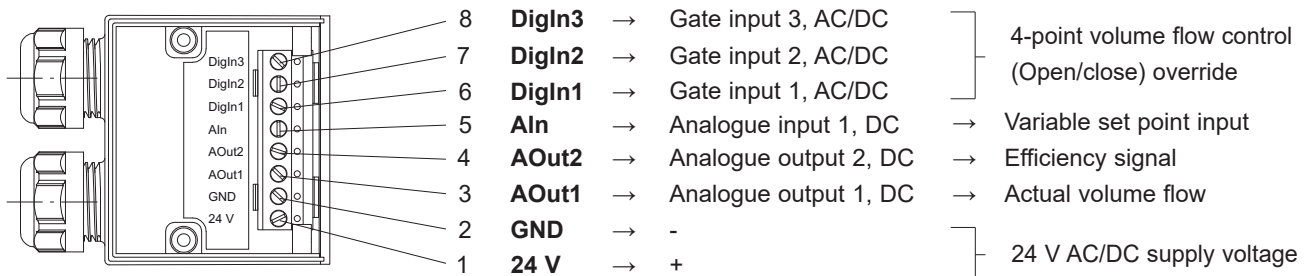 8 DigIn3 → Gate input 3, AC/DC
7 DigIn2 → Gate input 2, AC/DC
6 DigIn1 → Gate input 1, AC/DC
4-point volume flow control
(Open/close) override
5 AIn → Analogue input 1, DC → Variable set point input
4 AOut2 → Analogue output 2, DC → Efficiency signal
3 AOut1 → Analogue output 1, DC → Actual volume flow
2 GND → -
1 24 V → +
24 V AC/DC supply voltage
DigIn3
DigIn2
DigIn1
AIn
AOut2
AOut1
GND
24 V